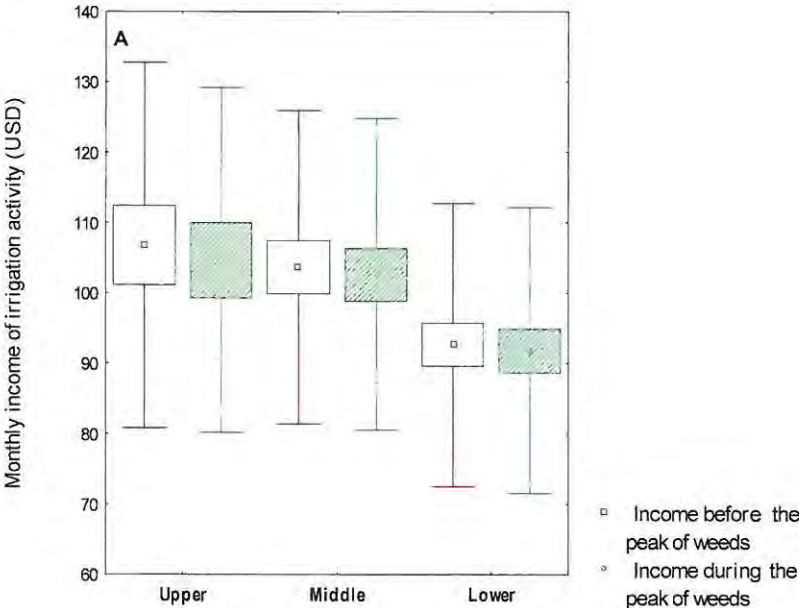 A
Monthly income of irrigation activity (USD)
140
130
120
110
100
90
80
70
60
Upper Middle Lower
Income before the
peak of weeds
Income during the
peak of weeds